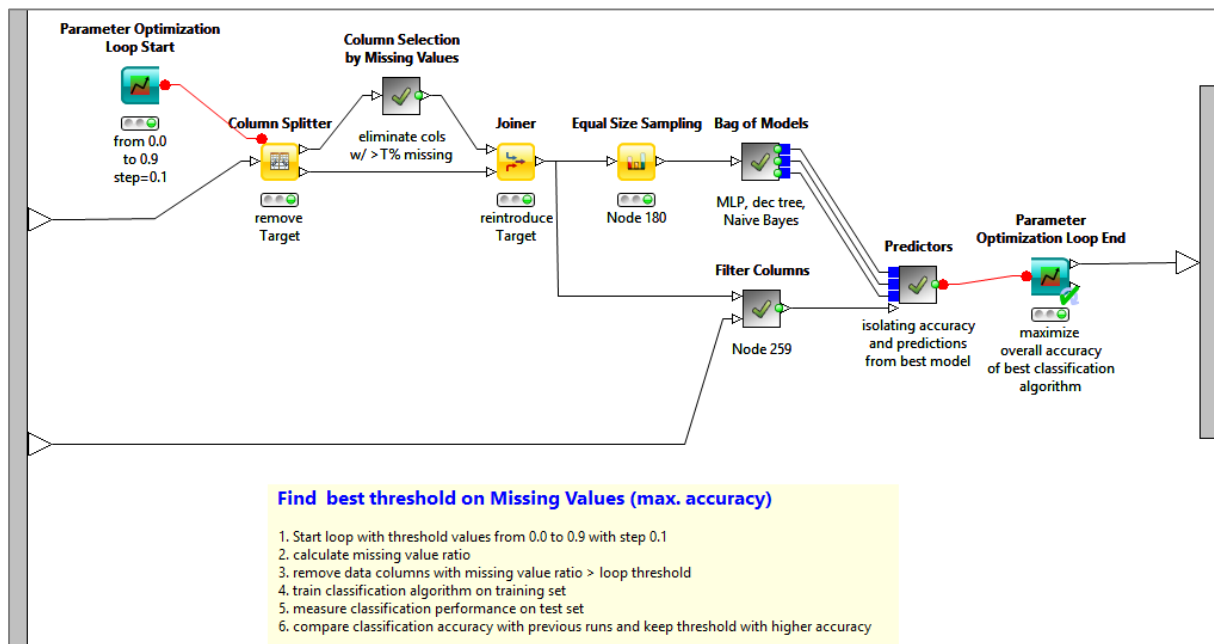 Parameter Optimization
Loop Start
from 0.0
to 0.9
step=0.1
Column Splitter
remove
Target
Column Selection
by Missing Values
eliminate cols
w/ >T% missing
Joiner
reintroduce
Target
Equal Size Sampling
Node 180
Bag of Models
MLP, dec tree,
Naive Bayes
Filter Columns
Node 259
Predictors
isolating accuracy
and predictions
from best model
Parameter
Optimization Loop End
maximize
overall accuracy
of best classification
algorithm
Find best threshold on Missing Values (max. accuracy)
1. Start loop with threshold values from 0.0 to 0.9 with step 0.1
2. calculate missing value ratio
3. remove data columns with missing value ratio > loop threshold
4. train classification algorithm on training set
5. measure classification performance on test set
6. compare classification accuracy with previous runs and keep threshold with higher accuracy